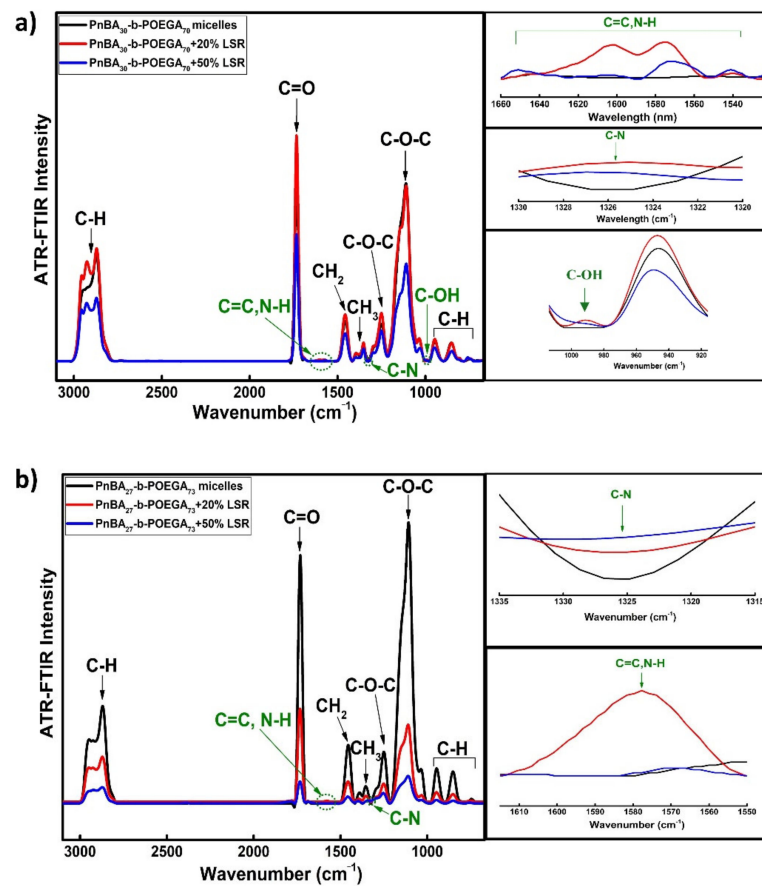 a)
PnBA30-b-POEGA70 micelles
PnBA30-b-POEGA70+20% LSR
PnBA30-b-POEGA70+50% LSR
C=O
C-O-C
C-H
C-O-C
CH2
CH3
C-OH
C=C,N-H
C-H
C-N
ATR-FTIR Intensity
3000 2500 2000 1500 1000
Wavenumber (cm-1)
C=C,N-H
1660 1640 1620 1600 1580 1560 1540
Wavelength (nm)
C-N
1330 1328 1326 1324 1322 1320
Wavelength (cm-1)
C-OH
1000 980 960 940 920
Wavenumber (cm-1)
b)
PnBA27-b-POEGA73 micelles
PnBA27-b-POEGA73+20% LSR
PnBA27-b-POEGA73+50% LSR
C-O-C
C=O
C-H
C-O-C
CH2
C=C, N-H
CH3
C-H
C-N
ATR-FTIR Intensity
3000 2500 2000 1500 1000
Wavenumber (cm-1)
C-N
1335 1330 1325 1320 1315
Wavenumber (cm-1)
C=C,N-H
1610 1600 1590 1580 1570 1560 1550
Wavenumber (cm-1)